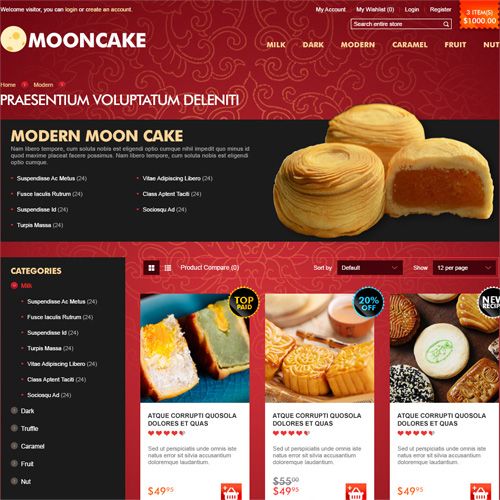 Welcome visitor, you can login or create an account.
My Account
My Wishlist (0)
Login
Register
3 ITEM(S)
$1000.00
Search entire store
MOONCAKE
MILK
DARK
MODERN
CARAMEL
FRUIT
NUT
Home
Modern
PRAESENTIUM VOLUPTATUM DELENITI
MODERN MOON CAKE
Nam libero tempore, cum soluta nobis est eligendi optio cumque nihil impedit quo minus id
quod maxime placeat facere possimus. Nam libero tempore, cum soluta nobis est eligendi
optio cumque.
Suspendisse Ac Metus (24)
Vitae Adipiscing Libero (24)
Fusce Iaculis Rutrum (24)
Class Aptent Taciti (24)
Suspendisse Id (24)
Sociosqu Ad (24)
Turpis Massa (24)
CATEGORIES
Milk
Suspendisse Ac Metus (24)
Fusce Iaculis Rutrum (24)
Suspendisse Id (24)
Turpis Massa (24)
Vitae Adipiscing Libero (24)
Class Aptent Taciti (24)
Sociosqu Ad (24)
Dark
Truffle
Caramel
Fruit
Nut
Product Compare (0)
Sort by
Default
Show
12 per page
TOP
PAID
ATQUE CORRUPTI QUOSOLA
DOLORES ET QUAS
Sed ut perspiciatis unde omnis iste
natus error sit silvia accusantium
doloremque laudantium.
$49.95
20%
OFF
ATQUE CORRUPTI QUOSOLA
DOLORES ET QUAS
Sed ut perspiciatis unde omnis iste
natus error sit silvia accusantium
doloremque laudantium.
$55.00
$49.95
NEW
RECIP
ATQUE CORRUPTI QUOSOLA
DOLORES ET QUAS
Sed ut perspiciatis unde omnis iste
natus error sit silvia accusantium
doloremque laudantium.
$49.95